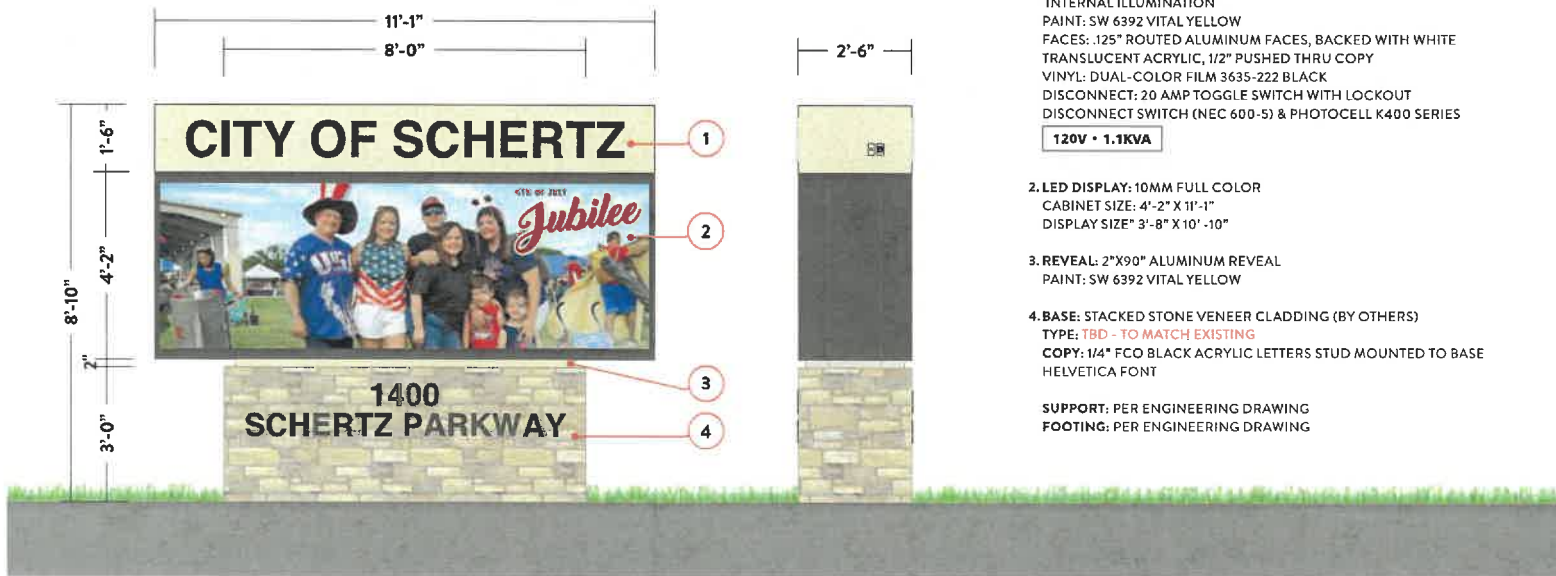 11'-1"
8'-0"
2'-6"
8'-10"
1'-6"
4'-2"
2"
3'-0"
CITY OF SCHERTZ
4TH OF JULY
Jubilee
1400
SCHERTZ PARKWAY
1
2
3
4
INTERNAL ILLUMINATION
PAINT: SW 6392 VITAL YELLOW
FACES: .125" ROUTED ALUMINUM FACES, BACKED WITH WHITE
TRANSLUCENT ACRYLIC, 1/2" PUSHED THRU COPY
VINYL: DUAL-COLOR FILM 3635-222 BLACK
DISCONNECT: 20 AMP TOGGLE SWITCH WITH LOCKOUT
DISCONNECT SWITCH (NEC 600-5) & PHOTOCELL K400 SERIES
120V • 1.1KVA
2. LED DISPLAY: 10MM FULL COLOR
CABINET SIZE: 4'-2" X 11'-1"
DISPLAY SIZE" 3'-8" X 10' -10"
3. REVEAL: 2"X90" ALUMINUM REVEAL
PAINT: SW 6392 VITAL YELLOW
4. BASE: STACKED STONE VENEER CLADDING (BY OTHERS)
TYPE: TBD - TO MATCH EXISTING
COPY: 1/4" FCO BLACK ACRYLIC LETTERS STUD MOUNTED TO BASE
HELVETICA FONT
SUPPORT: PER ENGINEERING DRAWING
FOOTING: PER ENGINEERING DRAWING